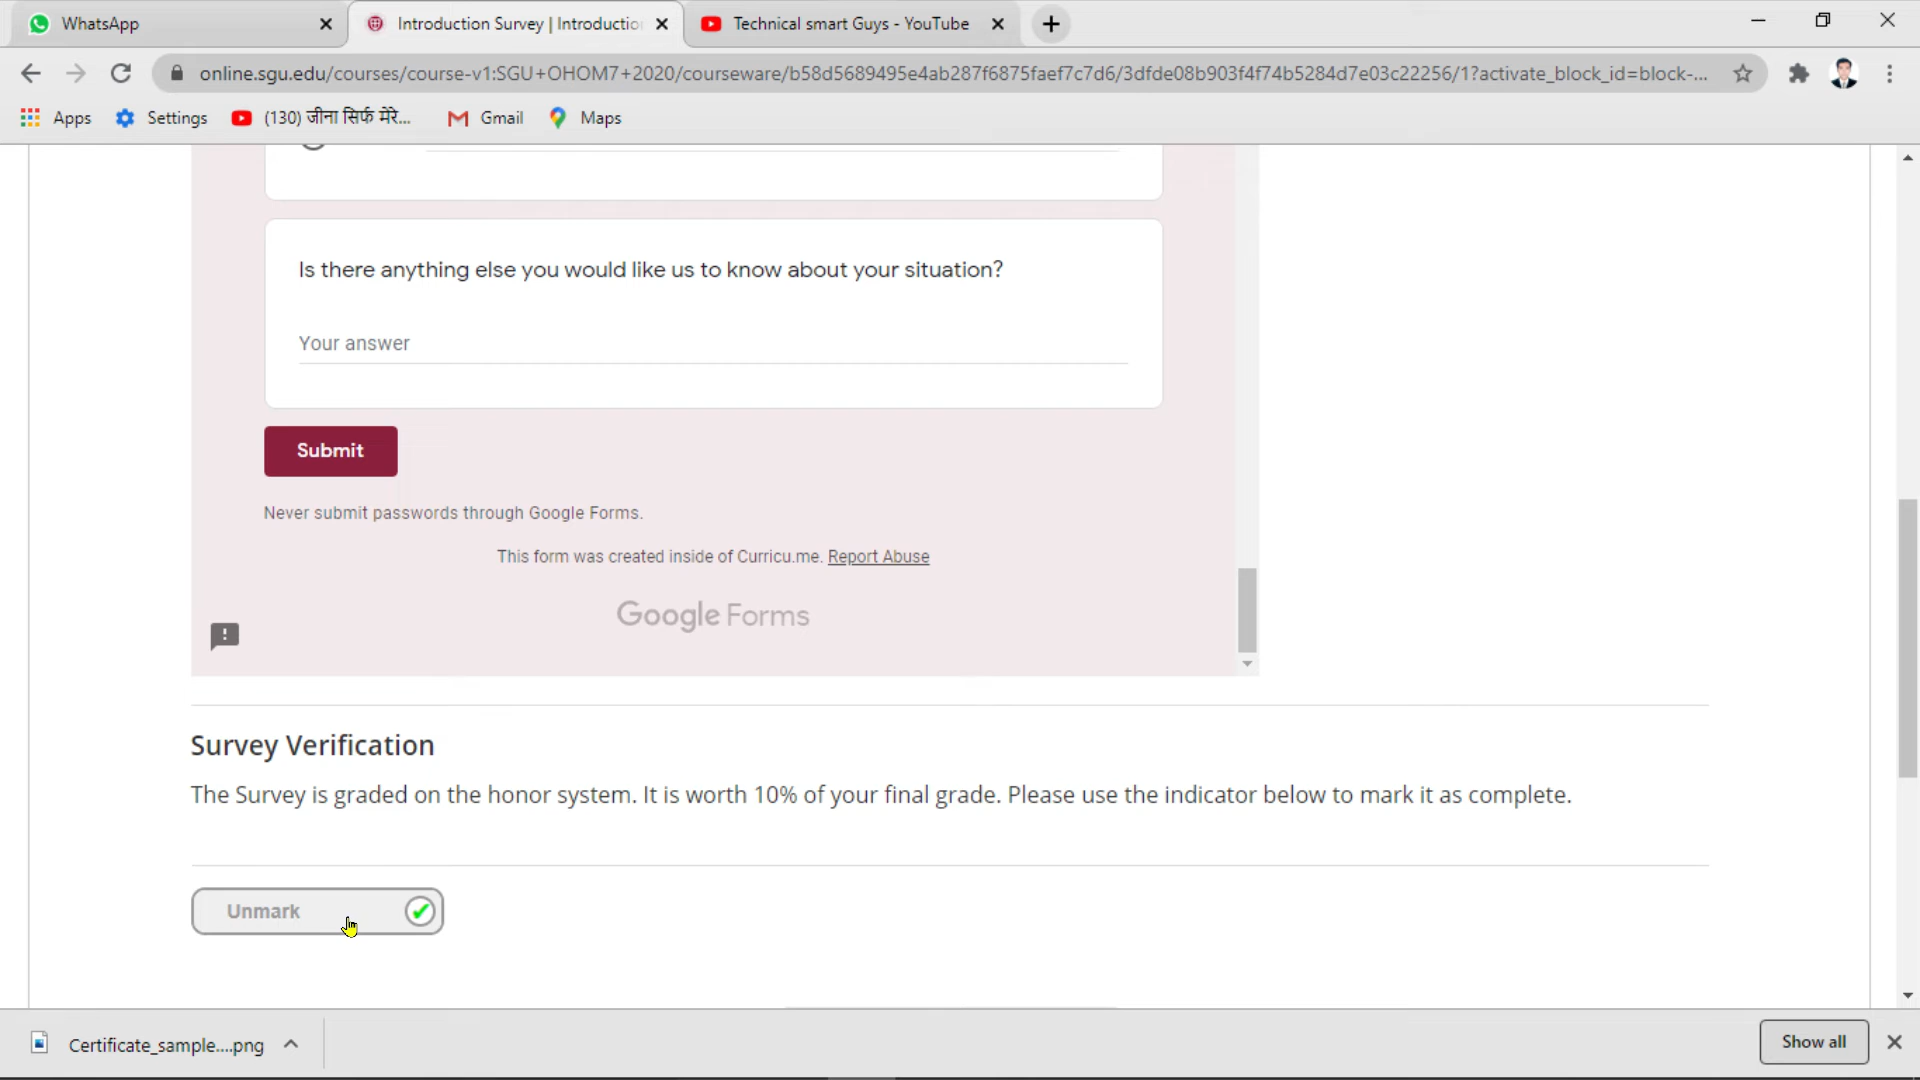 WhatsApp
Introduction Survey | Introductio
Technical smart Guys - YouTube
online.sgu.edu/courses/course-v1:SGU+OHOM7+2020/courseware/b58d5689495e4ab287f6875faef7c7d6/3dfde08b903f4f74b5284d7e03c22256/1?activate_block_id=block-...
Apps
Settings
(130) जीना सिर्फ मेरे...
Gmail
Maps
Is there anything else you would like us to know about your situation?
Your answer
Submit
Never submit passwords through Google Forms.
This form was created inside of Curricu.me. Report Abuse
Google Forms
Survey Verification
The Survey is graded on the honor system. It is worth 10% of your final grade. Please use the indicator below to mark it as complete.
Unmark
Certificate_sample....png
Show all